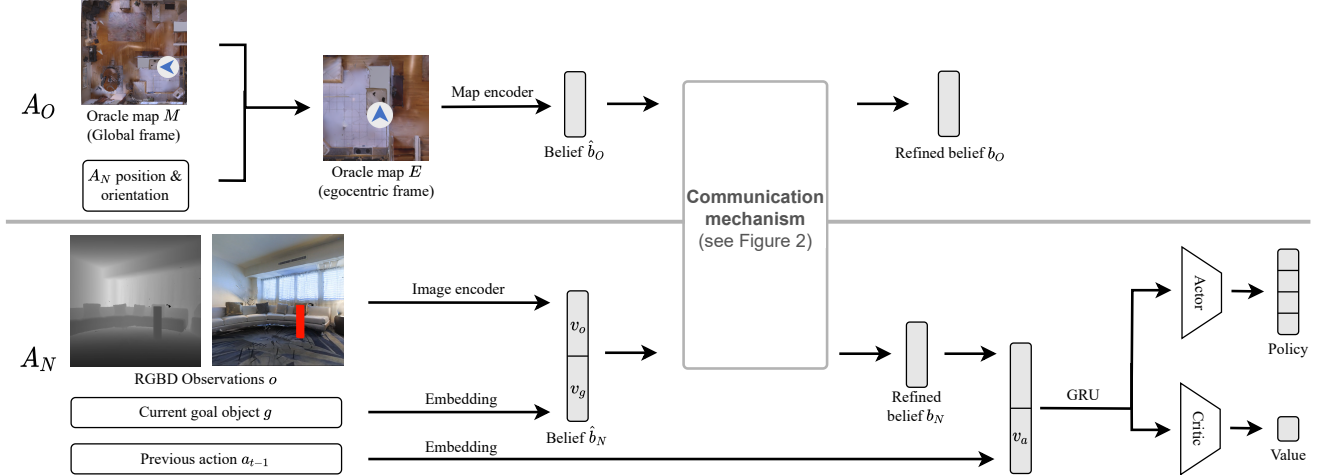 $A_O$
Oracle map $M$
(Global frame)
$A_N$ position &
orientation
Oracle map $E$
(egocentric frame)
Map encoder
Belief $\hat{b}_O$
Refined belief $b_O$
Communication
mechanism
(see Figure 2)
$A_N$
RGBD Observations $o$
Current goal object $g$
Previous action $a_{t-1}$
Image encoder
Embedding
Embedding
$v_o$
$v_g$
Belief $\hat{b}_N$
Refined
belief $b_N$
$v_a$
GRU
Actor
Policy
Critic
Value